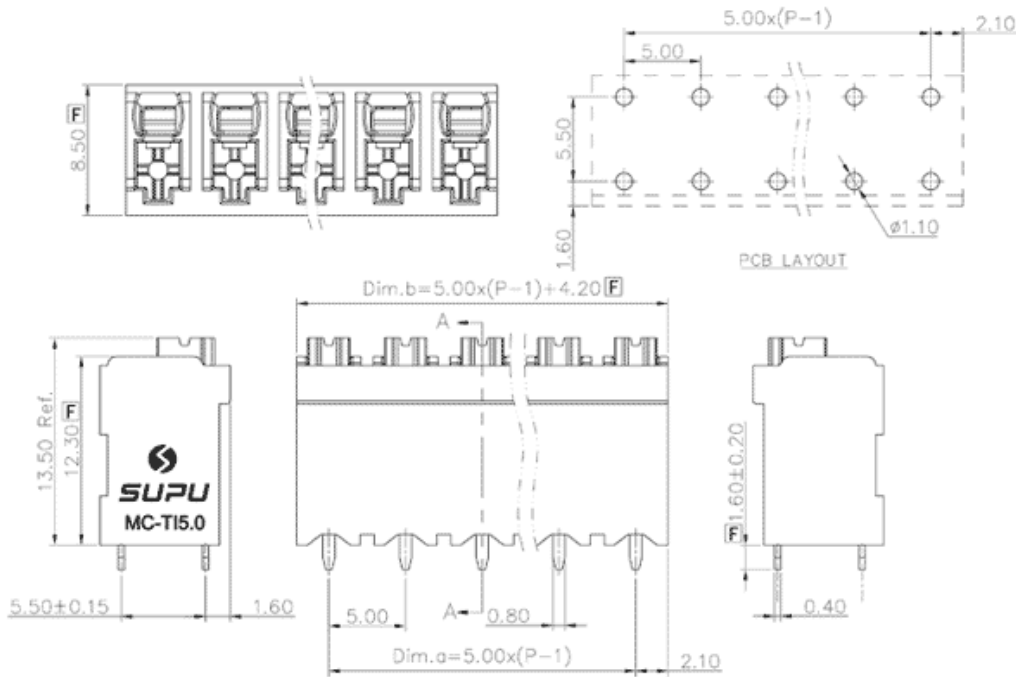 5.00x(P-1)
2.10
5.00
8.50 F
5.50
1.60
ø1.10
PCB LAYOUT
Dim.b=5.00x(P-1)+4.20 F
A
13.50 Ref.
12.30 F
SUPU
MC-TI5.0
F 1.60±0.20
5.50±0.15
1.60
5.00
A
0.80
0.40
Dim.a=5.00x(P-1)
2.10